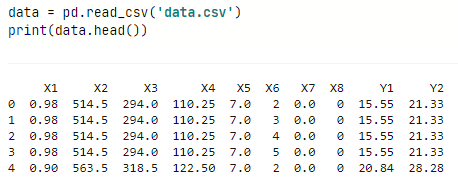 data = pd.read_csv('data.csv')
print(data.head())
X1 X2 X3 X4 X5 X6 X7 X8 Y1 Y2
0 0.98 514.5 294.0 110.25 7.0 2 0.0 0 15.55 21.33
1 0.98 514.5 294.0 110.25 7.0 3 0.0 0 15.55 21.33
2 0.98 514.5 294.0 110.25 7.0 4 0.0 0 15.55 21.33
3 0.98 514.5 294.0 110.25 7.0 5 0.0 0 15.55 21.33
4 0.90 563.5 318.5 122.50 7.0 2 0.0 0 20.84 28.28